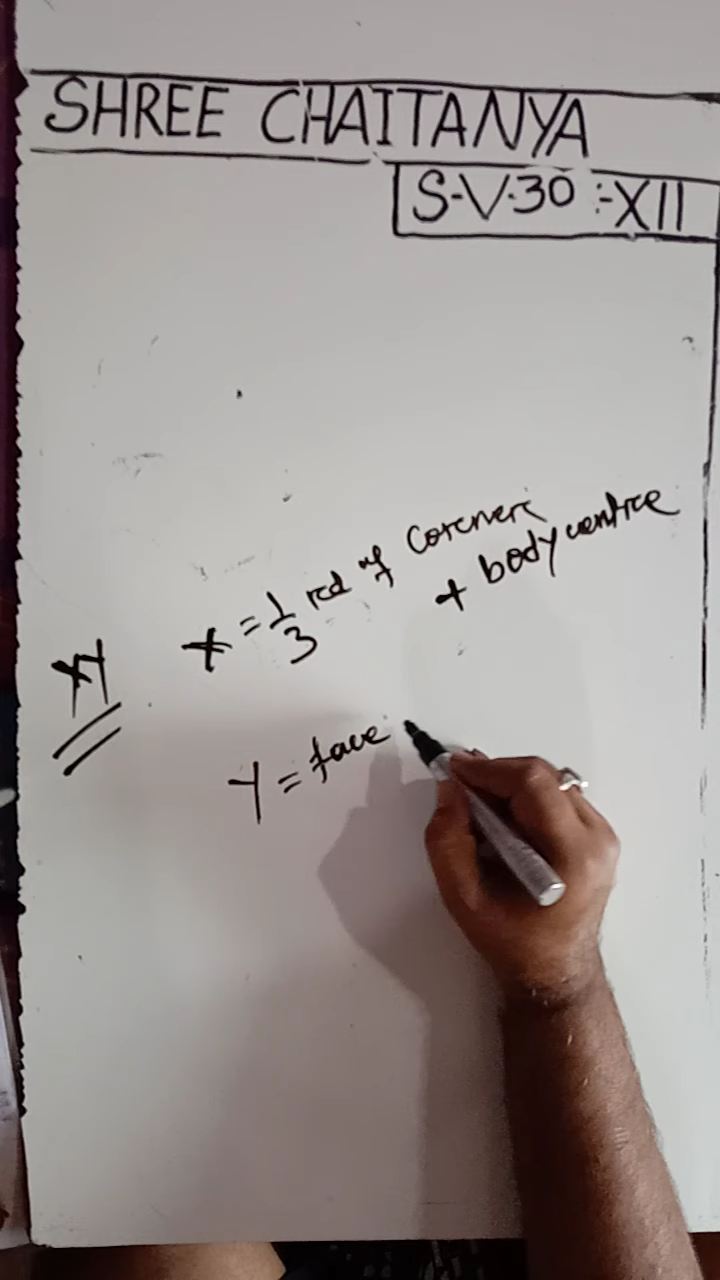 SHREE CHAITANYA
S-V-30 :-XII
XY
X = 1/3 rd of Corners
+ body centre
Y = face